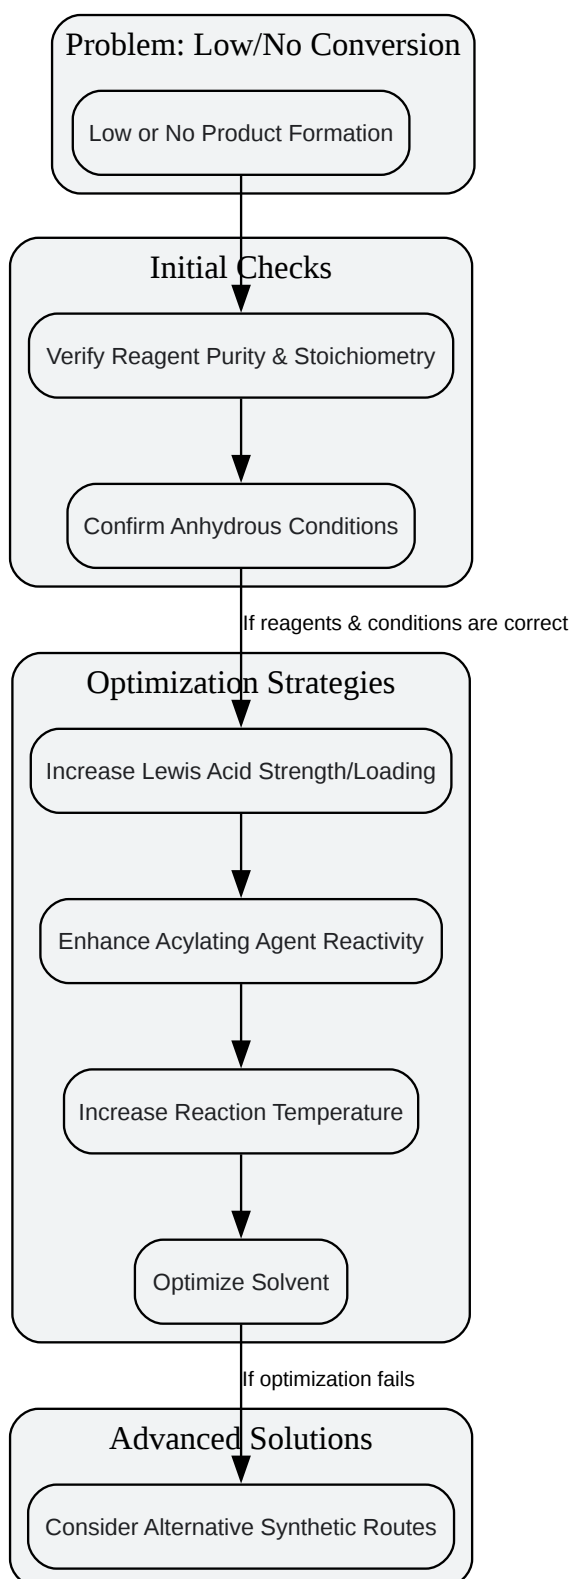 Problem: Low/No Conversion
Low or No Product Formation
Initial Checks
Verify Reagent Purity & Stoichiometry
Confirm Anhydrous Conditions
If reagents & conditions are correct
Optimization Strategies
Increase Lewis Acid Strength/Loading
Enhance Acylating Agent Reactivity
Increase Reaction Temperature
Optimize Solvent
If optimization fails
Advanced Solutions
Consider Alternative Synthetic Routes